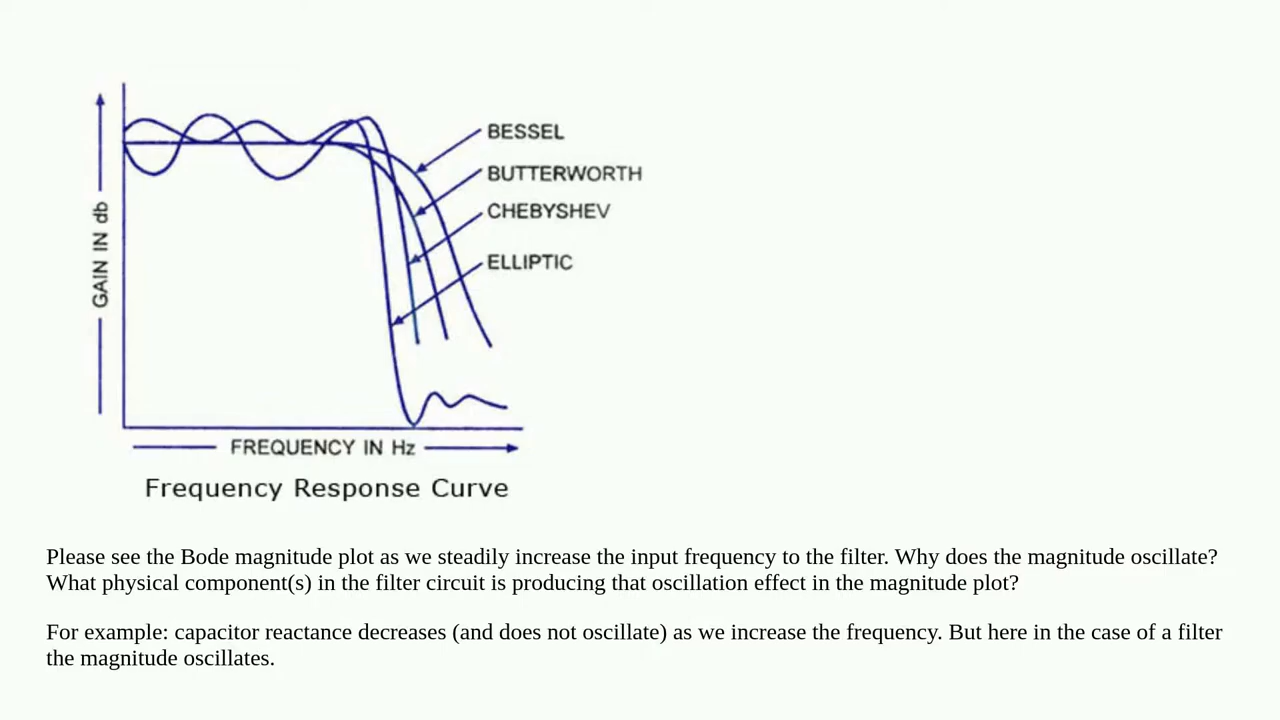 BESSEL
BUTTERWORTH
CHEBYSHEV
ELLIPTIC
GAIN IN db
FREQUENCY IN Hz
Frequency Response Curve
Please see the Bode magnitude plot as we steadily increase the input frequency to the filter. Why does the magnitude oscillate?
What physical component(s) in the filter circuit is producing that oscillation effect in the magnitude plot?
For example: capacitor reactance decreases (and does not oscillate) as we increase the frequency. But here in the case of a filter
the magnitude oscillates.